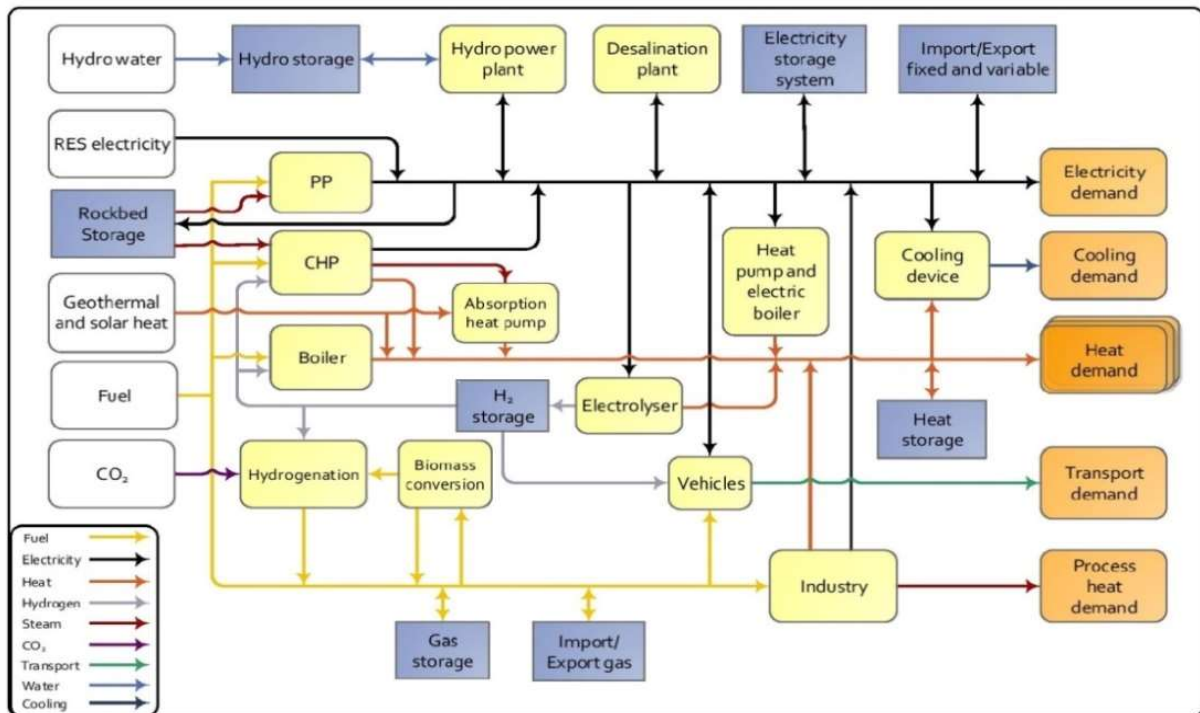 Hydro water
Hydro storage
Hydro power
plant
Desalination
plant
Electricity
storage
system
Import/Export
fixed and variable
RES electricity
PP
Electricity
demand
Rockbed
Storage
CHP
Heat
pump and
electric
boiler
Cooling
device
Cooling
demand
Geothermal
and solar heat
Absorption
heat pump
Boiler
Heat
demand
Fuel
H₂
storage
Electrolyser
Heat
storage
CO₂
Hydrogenation
Biomass
conversion
Vehicles
Transport
demand
Industry
Process
heat
demand
Gas
storage
Import/
Export gas
Fuel
Electricity
Heat
Hydrogen
Steam
CO₂
Transport
Water
Cooling